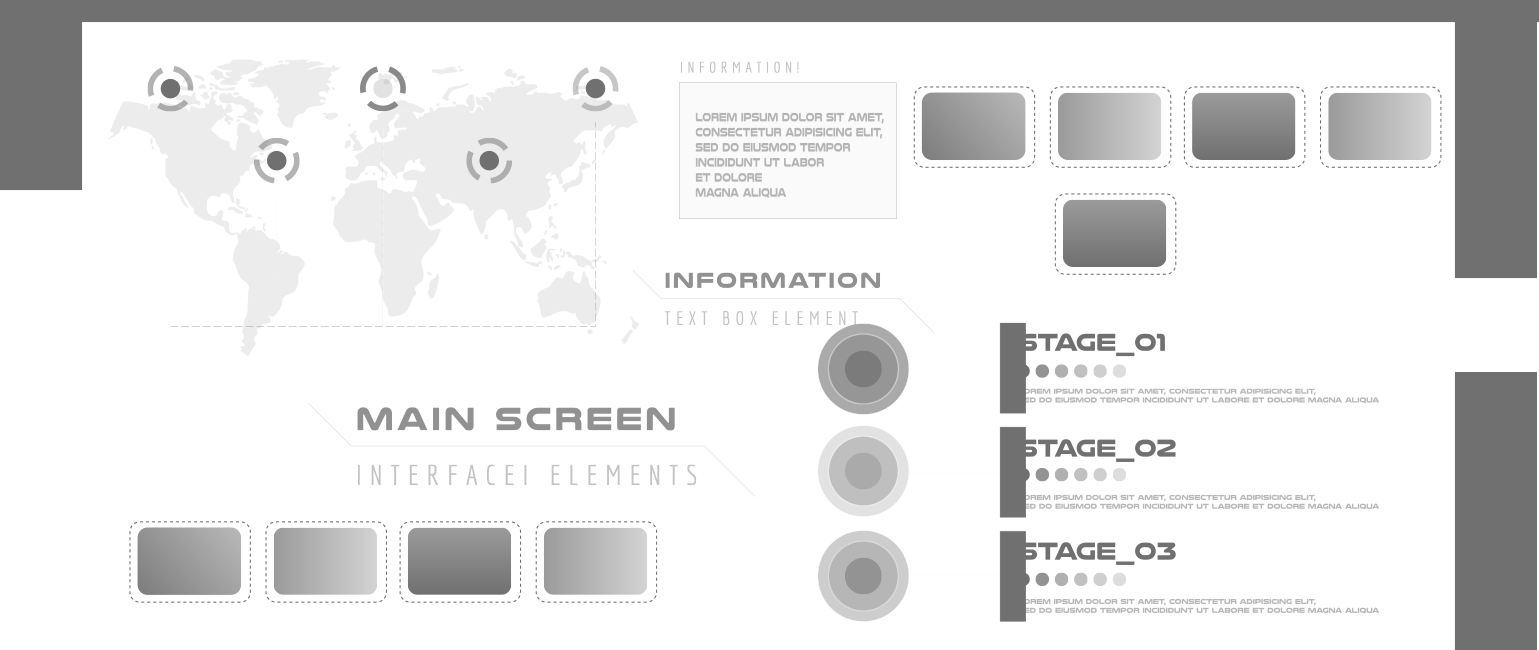 INFORMATION!
LOREM IPSUM DOLOR SIT AMET,
CONSECTETUR ADIPISICING ELIT,
SED DO EIUSMOD TEMPOR
INCIDIDUNT UT LABOR
ET DOLORE
MAGNA ALIQUA
INFORMATION
TEXT BOX ELEMENT
MAIN SCREEN
INTERFACEI ELEMENTS
STAGE_01
OREM IPSUM DOLOR SIT AMET, CONSECTETUR ADIPISICING ELIT,
ED DO EIUSMOD TEMPOR INCIDIDUNT UT LABORE ET DOLORE MAGNA ALIQUA
STAGE_02
OREM IPSUM DOLOR SIT AMET, CONSECTETUR ADIPISICING ELIT,
ED DO EIUSMOD TEMPOR INCIDIDUNT UT LABORE ET DOLORE MAGNA ALIQUA
STAGE_03
OREM IPSUM DOLOR SIT AMET, CONSECTETUR ADIPISICING ELIT,
ED DO EIUSMOD TEMPOR INCIDIDUNT UT LABORE ET DOLORE MAGNA ALIQUA